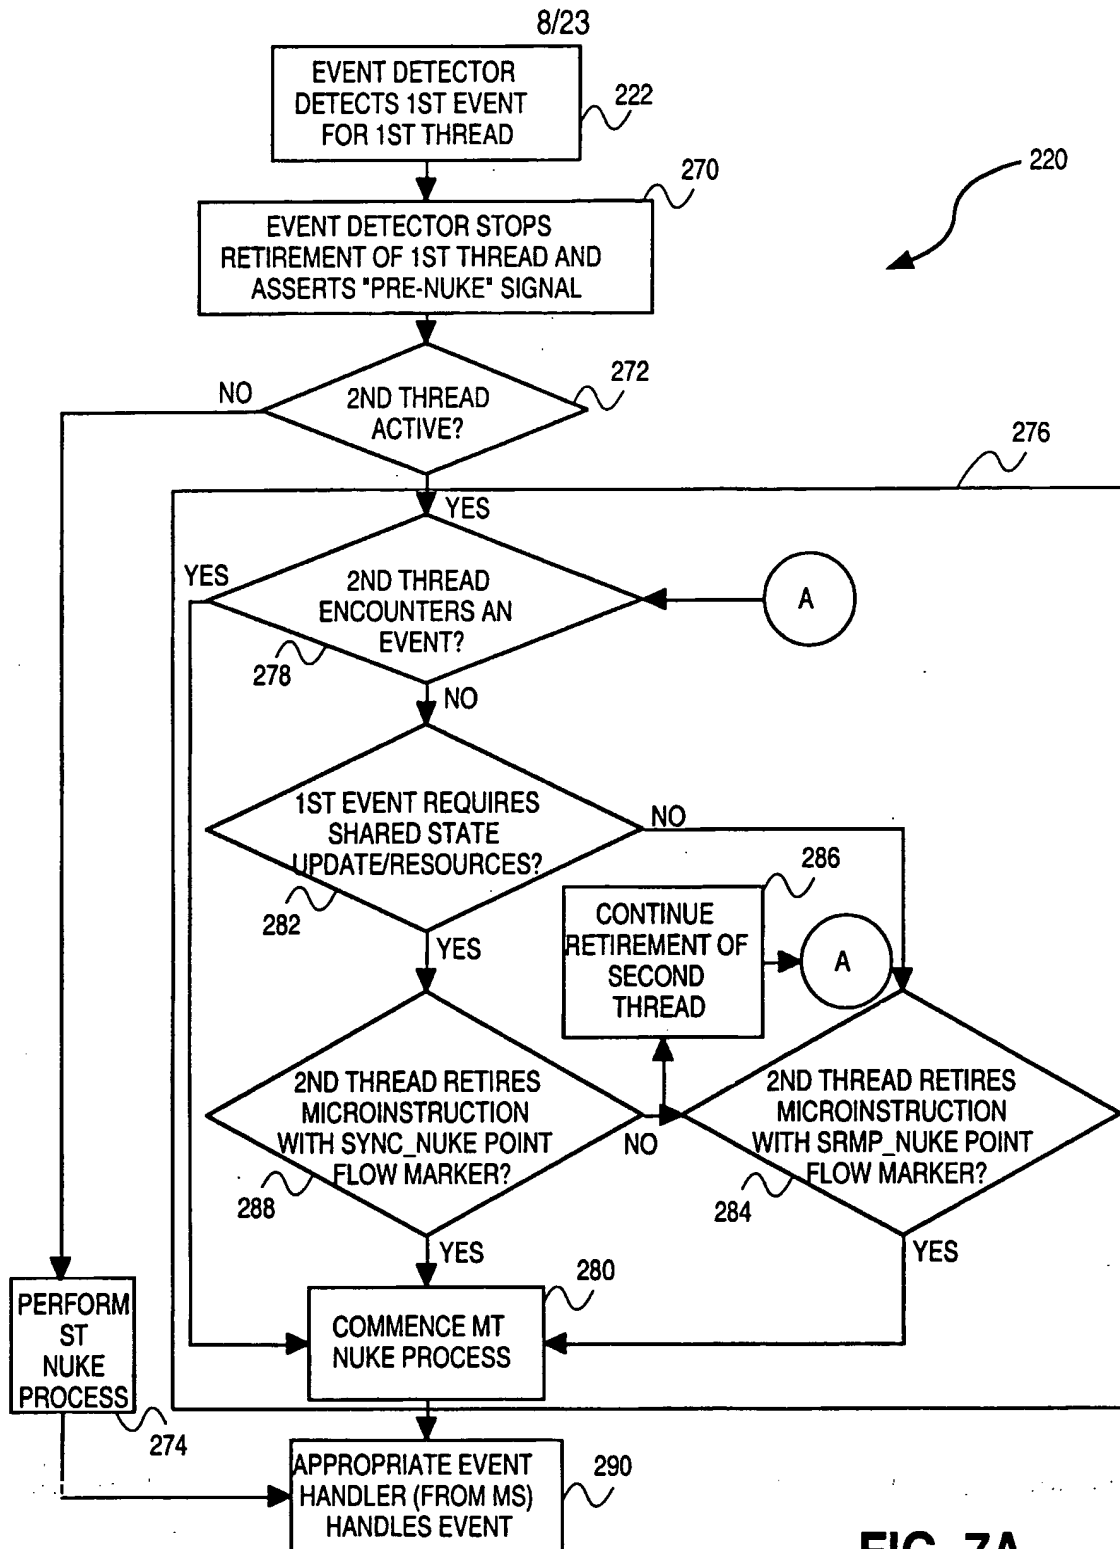 8/23
EVENT DETECTOR
DETECTS 1ST EVENT
FOR 1ST THREAD
222
270
220
EVENT DETECTOR STOPS
RETIREMENT OF 1ST THREAD AND
ASSERTS "PRE-NUKE" SIGNAL
272
NO
2ND THREAD
ACTIVE?
276
YES
YES
2ND THREAD
ENCOUNTERS AN
EVENT?
A
278
NO
1ST EVENT REQUIRES
SHARED STATE
UPDATE/RESOURCES?
NO
282
286
CONTINUE
RETIREMENT OF
SECOND
THREAD
A
YES
2ND THREAD RETIRES
MICROINSTRUCTION
WITH SYNC_NUKE POINT
FLOW MARKER?
NO
288
2ND THREAD RETIRES
MICROINSTRUCTION
WITH SRMP_NUKE POINT
FLOW MARKER?
284
YES
YES
280
PERFORM
ST
NUKE
PROCESS
274
COMMENCE MT
NUKE PROCESS
APPROPRIATE EVENT
HANDLER (FROM MS)
HANDLES EVENT
290
FIG. 7A